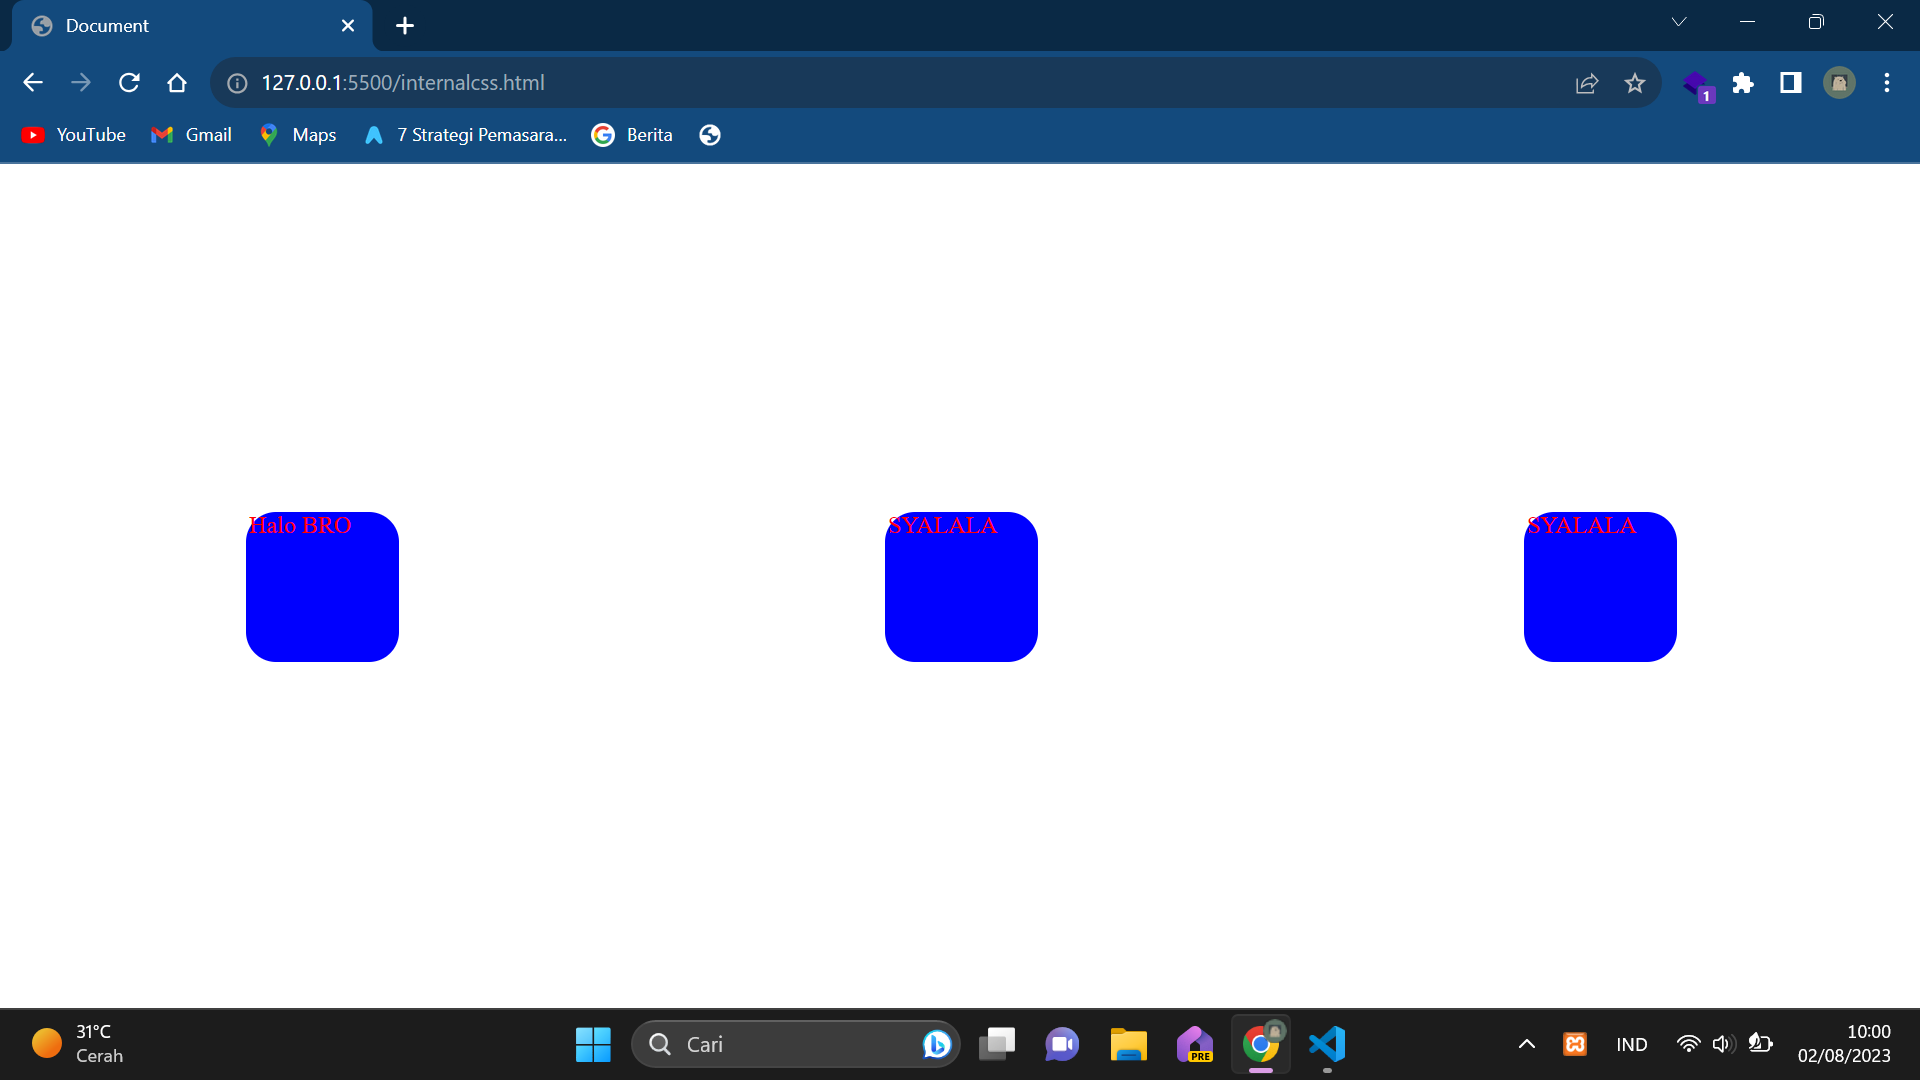 Document
127.0.0.1:5500/internalcss.html
1
YouTube Gmail Maps 7 Strategi Pemasara... Berita
Halo BRO SYALALA SYALALA
31°C
Cerah
Cari
PRE
IND
10:00
02/08/2023